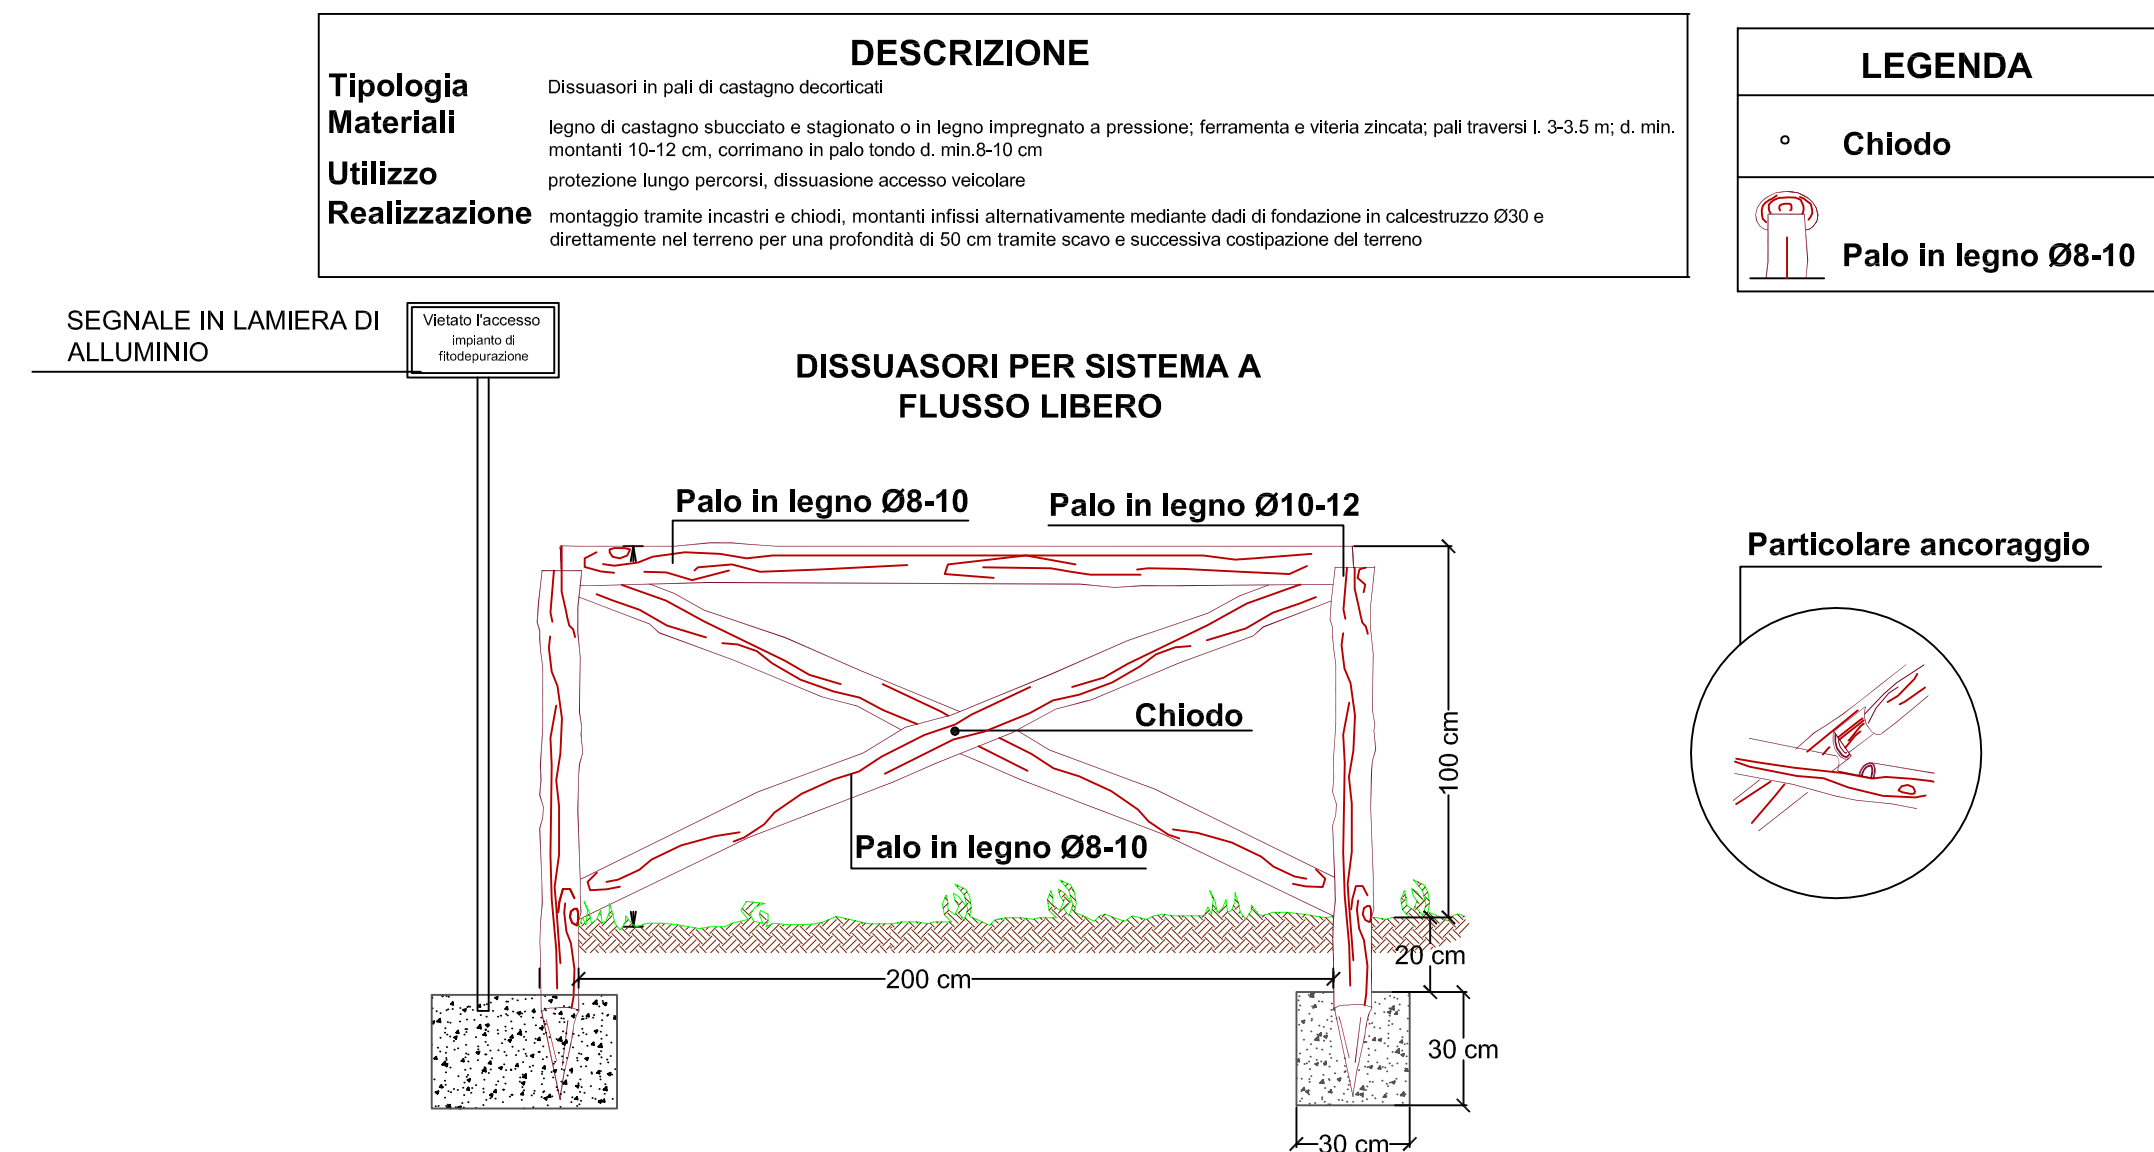 DESCRIZIONE
Tipologia Dissuasori in pali di castagno decorticati
Materiali legno di castagno sbucciato e stagionato o in legno impregnato a pressione; ferramenta e viteria zincata; pali traversi l. 3-3.5 m; d. min.
montanti 10-12 cm, corrimano in palo tondo d. min.8-10 cm
Utilizzo protezione lungo percorsi, dissuasione accesso veicolare
Realizzazione montaggio tramite incastri e chiodi, montanti infissi alternativamente mediante dadi di fondazione in calcestruzzo Ø30 e
direttamente nel terreno per una profondità di 50 cm tramite scavo e successiva costipazione del terreno
LEGENDA
Chiodo
Palo in legno Ø8-10
SEGNALE IN LAMIERA DI
ALLUMINIO
Vietato l'accesso
impianto di
fitodepurazione
DISSUASORI PER SISTEMA A
FLUSSO LIBERO
Palo in legno Ø8-10
Palo in legno Ø10-12
Particolare ancoraggio
Chiodo
100 cm
Palo in legno Ø8-10
20 cm
200 cm
30 cm
30 cm